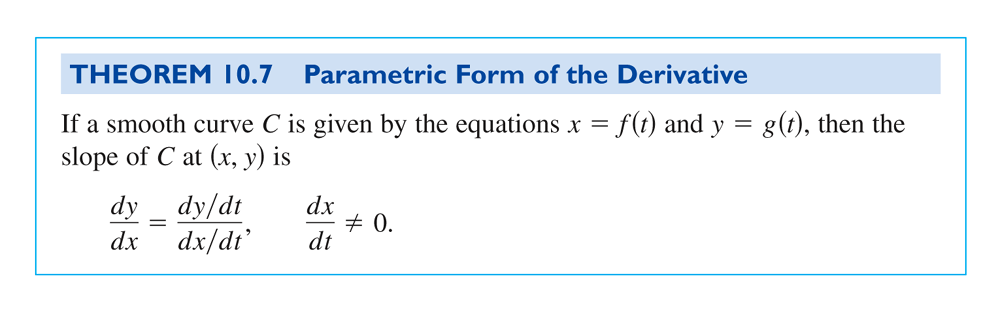 THEOREM 10.7 Parametric Form of the Derivative
If a smooth curve C is given by the equations x = f(t) and y = g(t), then the
slope of C at (x, y) is
dy/dx = (dy/dt)/(dx/dt), dx/dt ≠ 0.